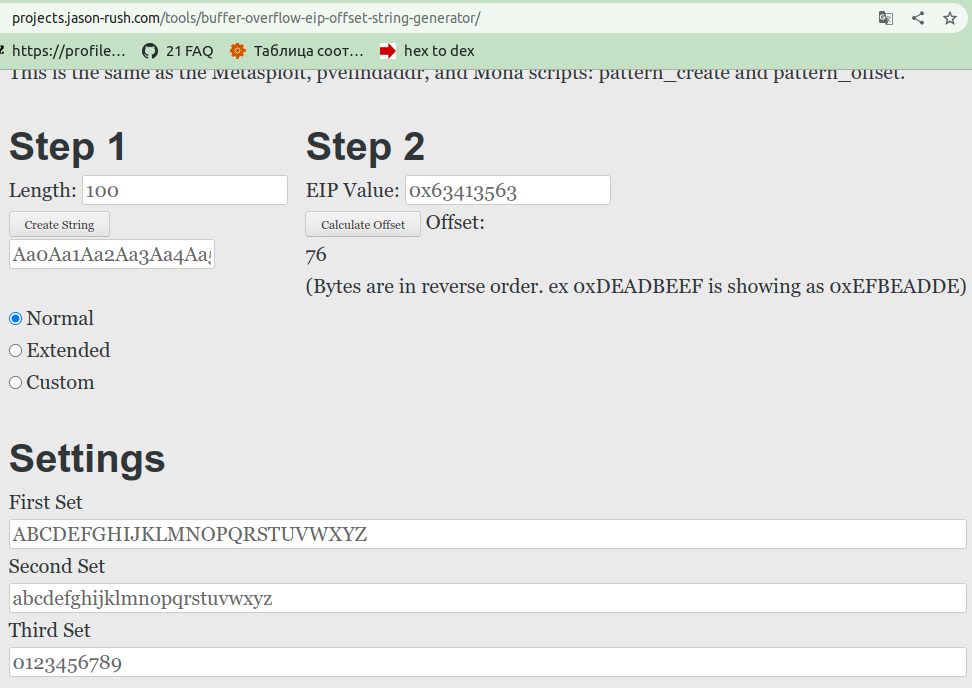 projects.jason-rush.com/tools/buffer-overflow-eip-offset-string-generator/
https://profile... 21 FAQ Таблица соот... hex to dex
This is the same as the Metasploit, pvefindaddr, and Mona scripts: pattern_create and pattern_offset.
Step 1
Length: 100
Create String
Aa0Aa1Aa2Aa3Aa4Aa
Normal
Extended
Custom
Step 2
EIP Value: 0x63413563
Calculate Offset Offset:
76
(Bytes are in reverse order. ex 0xDEADBEEF is showing as 0xEFBEADDE)
Settings
First Set
ABCDEFGHIJKLMNOPQRSTUVWXYZ
Second Set
abcdefghijklmnopqrstuvwxyz
Third Set
0123456789